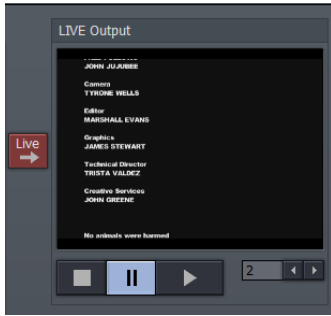 LIVE Output
JOHN JUJUBEE
Camera
TYRONE WELLS
Editor
MARSHALL EVANS
Graphics
JAMES STEWART
Technical Director
TRISTA VALDEZ
Creative Services
JOHN GREENE
No animals were harmed
Live
2